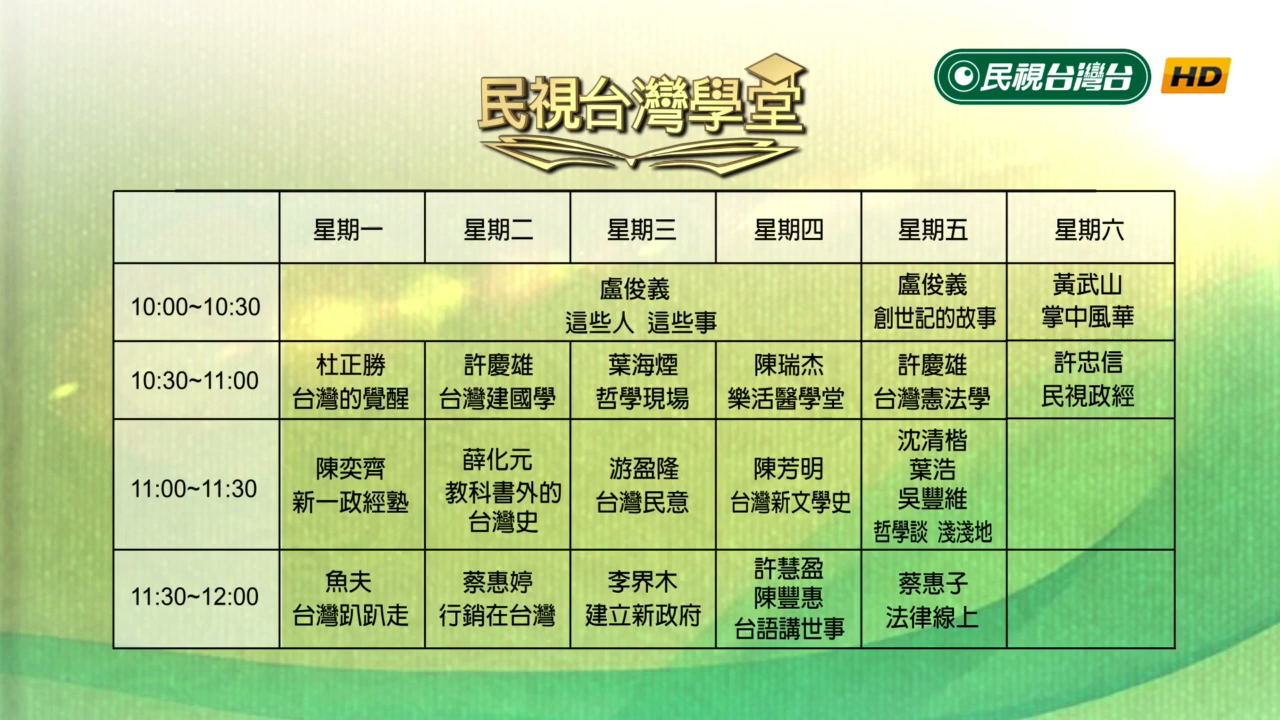 民視台灣學堂
民視台灣台 HD
星期一 星期二 星期三 星期四 星期五 星期六
10:00~10:30
盧俊義
這些人 這些事
盧俊義
創世記的故事
黃武山
掌中風華
10:30~11:00
杜正勝
台灣的覺醒
許慶雄
台灣建國學
葉海煙
哲學現場
陳瑞杰
樂活醫學堂
許慶雄
台灣憲法學
許忠信
民視政經
11:00~11:30
陳奕齊
新一政經塾
薛化元
教科書外的
台灣史
游盈隆
台灣民意
陳芳明
台灣新文學史
沈清楷
葉浩
吳豐維
哲學談 淺淺地
11:30~12:00
魚夫
台灣趴趴走
蔡惠婷
行銷在台灣
李界木
建立新政府
許慧盈
陳豐惠
台語講世事
蔡惠子
法律線上